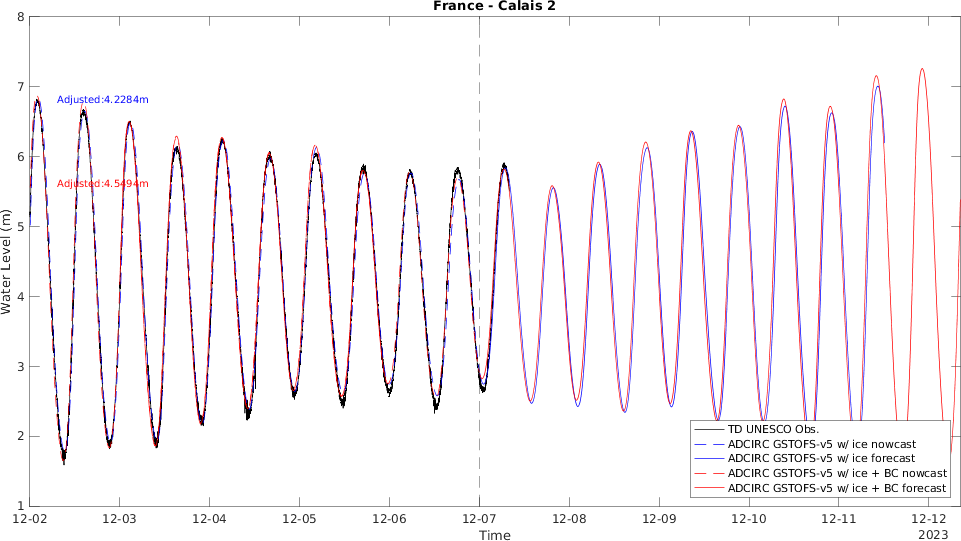 France - Calais 2
8
7
6
5
4
3
2
1
Water Level (m)
Adjusted:4.2284m
Adjusted:4.5494m
TD UNESCO Obs.
ADCIRC GSTOFS-v5 w/ ice nowcast
ADCIRC GSTOFS-v5 w/ ice forecast
ADCIRC GSTOFS-v5 w/ ice + BC nowcast
ADCIRC GSTOFS-v5 w/ ice + BC forecast
12-02 12-03 12-04 12-05 12-06 12-07 12-08 12-09 12-10 12-11 12-12
2023
Time